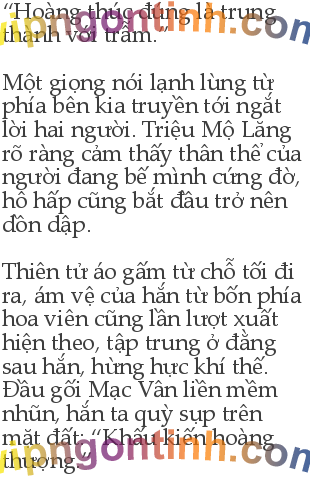 “Hoàng thúc đúng là trung
thành với trẫm.”
vipngontinh.com
Một giọng nói lạnh lùng từ
phía bên kia truyền tới ngắt
lời hai người. Triệu Mộ Lăng
rõ ràng cảm thấy thân thể của
người đang bế mình cứng đờ,
hô hấp cũng bắt đầu trở nên
dồn dập.
Thiên tử áo gấm từ chỗ tối đi
ra, ám vệ của hắn từ bốn phía
hoa viên cũng lần lượt xuất
hiện theo, tập trung ở đằng
sau hắn, hừng hực khí thế.
Đầu gối Mạc Vân liền mềm
nhũn, hắn ta quỳ sụp trên
mặt đất: “Khấu kiến hoàng
thượng.”
vipngontinh.com